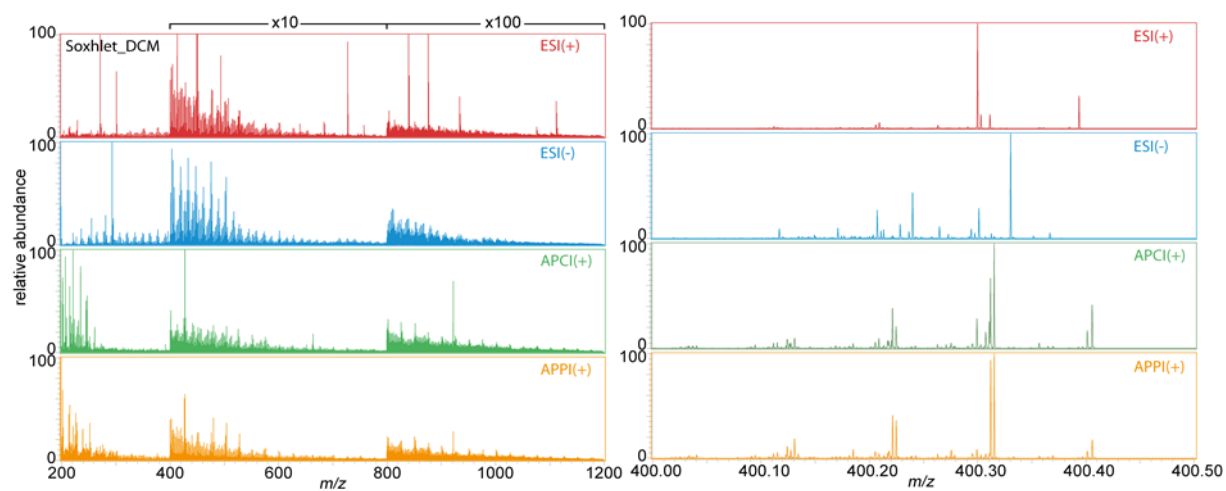 x10 x100
100 Soxhlet_DCM ESI(+) 100 ESI(+)
0 0
100 ESI(-) 100 ESI(-)
0 0
100 APCI(+) 100 APCI(+)
0 0
100 APPI(+) 100 APPI(+)
0 0
relative abundance
200 400 600 800 1000 1200 400.00 400.10 400.20 400.30 400.40 400.50
m/z m/z